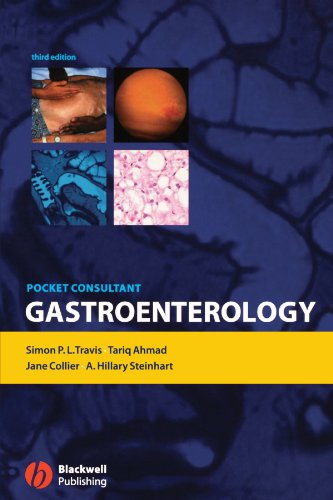 third edition
POCKET CONSULTANT
GASTROENTEROLOGY
Simon P. L. Travis · Tariq Ahmad
Jane Collier · A. Hillary Steinhart
Blackwell
Publishing